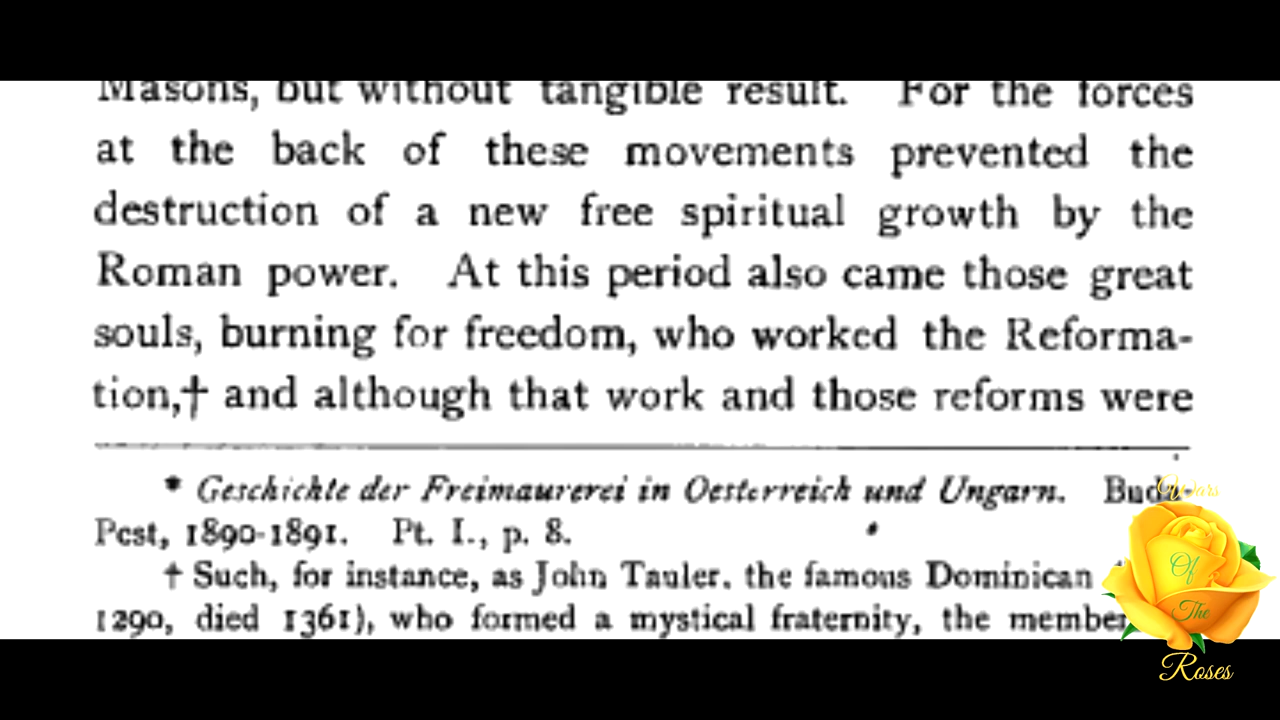 Masons, but without tangible result. For the forces
at the back of these movements prevented the
destruction of a new free spiritual growth by the
Roman power. At this period also came those great
souls, burning for freedom, who worked the Reforma-
tion,† and although that work and those reforms were
* Geschichte der Freimaurerei in Oesterreich und Ungarn.
Pest, 1890-1891. Pt. I., p. 8.
† Such, for instance, as John Tauler, the famous Dominican
1290, died 1361), who formed a mystical fraternity, the
Wars
Of
The
Roses